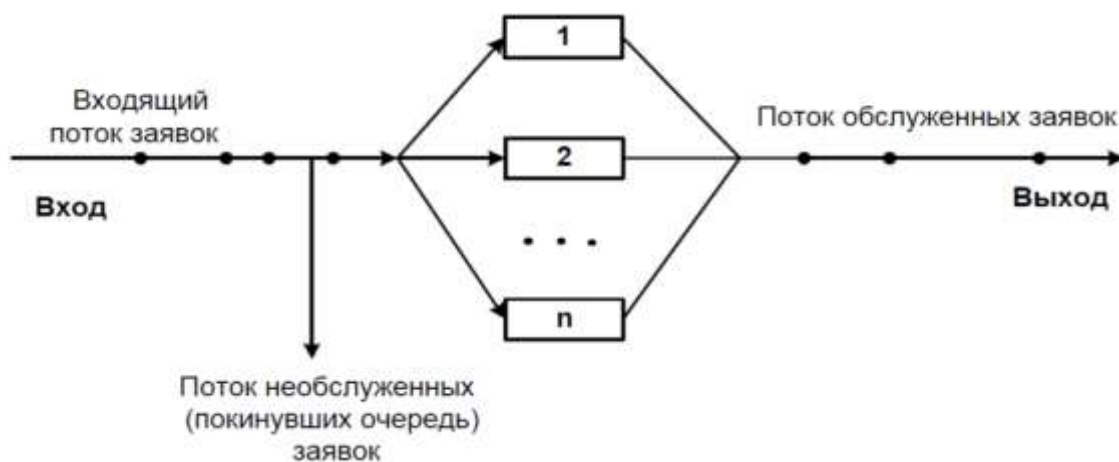 1
Входящий
поток заявок
Поток обслуженных заявок
2
Вход
Выход
. . .
n
Поток необслуженных
(покинувших очередь)
заявок